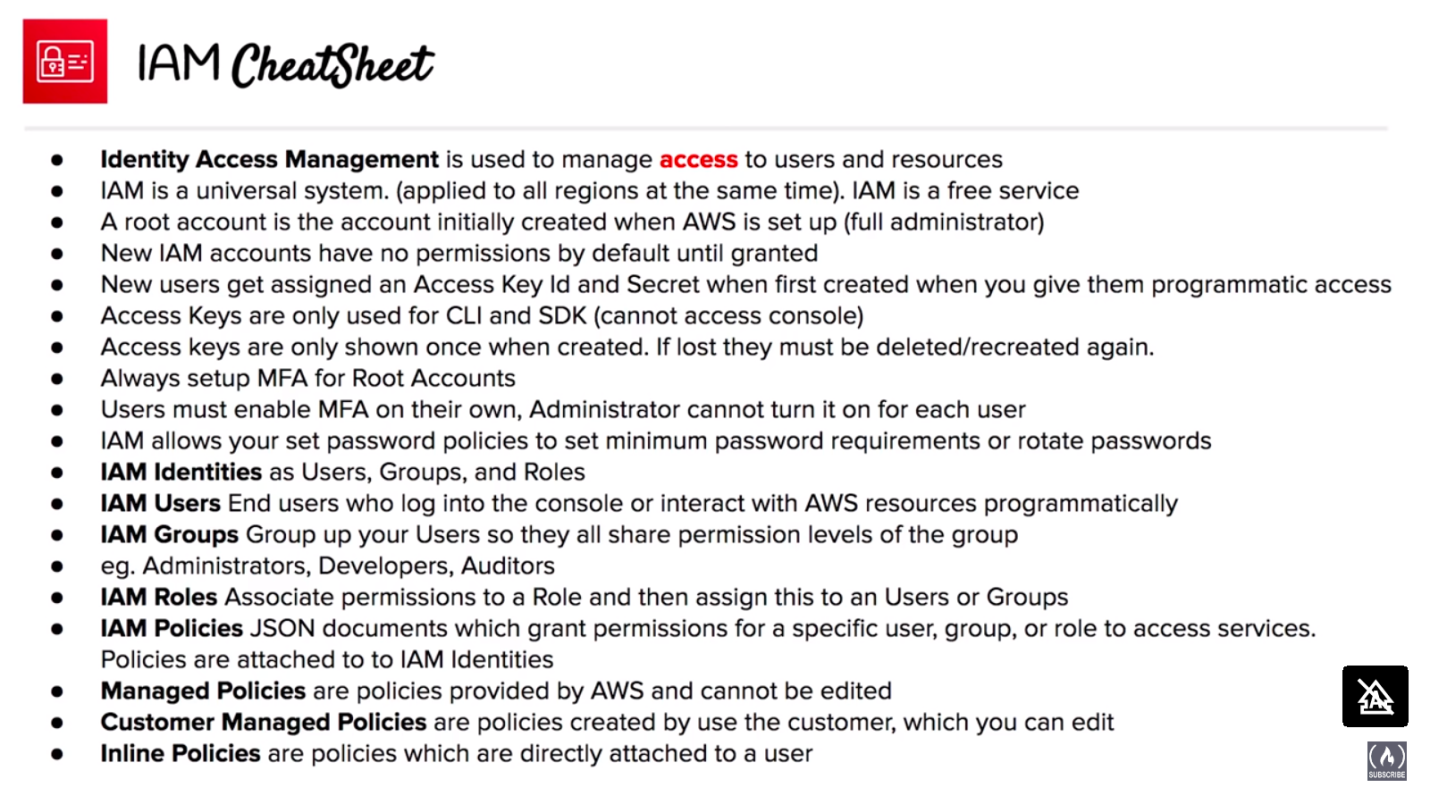 IAM CheatSheet
● Identity Access Management is used to manage access to users and resources
● IAM is a universal system. (applied to all regions at the same time). IAM is a free service
● A root account is the account initially created when AWS is set up (full administrator)
● New IAM accounts have no permissions by default until granted
● New users get assigned an Access Key Id and Secret when first created when you give them programmatic access
● Access Keys are only used for CLI and SDK (cannot access console)
● Access keys are only shown once when created. If lost they must be deleted/recreated again.
● Always setup MFA for Root Accounts
● Users must enable MFA on their own, Administrator cannot turn it on for each user
● IAM allows your set password policies to set minimum password requirements or rotate passwords
● IAM Identities as Users, Groups, and Roles
● IAM Users End users who log into the console or interact with AWS resources programmatically
● IAM Groups Group up your Users so they all share permission levels of the group
● eg. Administrators, Developers, Auditors
● IAM Roles Associate permissions to a Role and then assign this to an Users or Groups
● IAM Policies JSON documents which grant permissions for a specific user, group, or role to access services.
Policies are attached to to IAM Identities
● Managed Policies are policies provided by AWS and cannot be edited
● Customer Managed Policies are policies created by use the customer, which you can edit
● Inline Policies are policies which are directly attached to a user
SUBSCRIBE